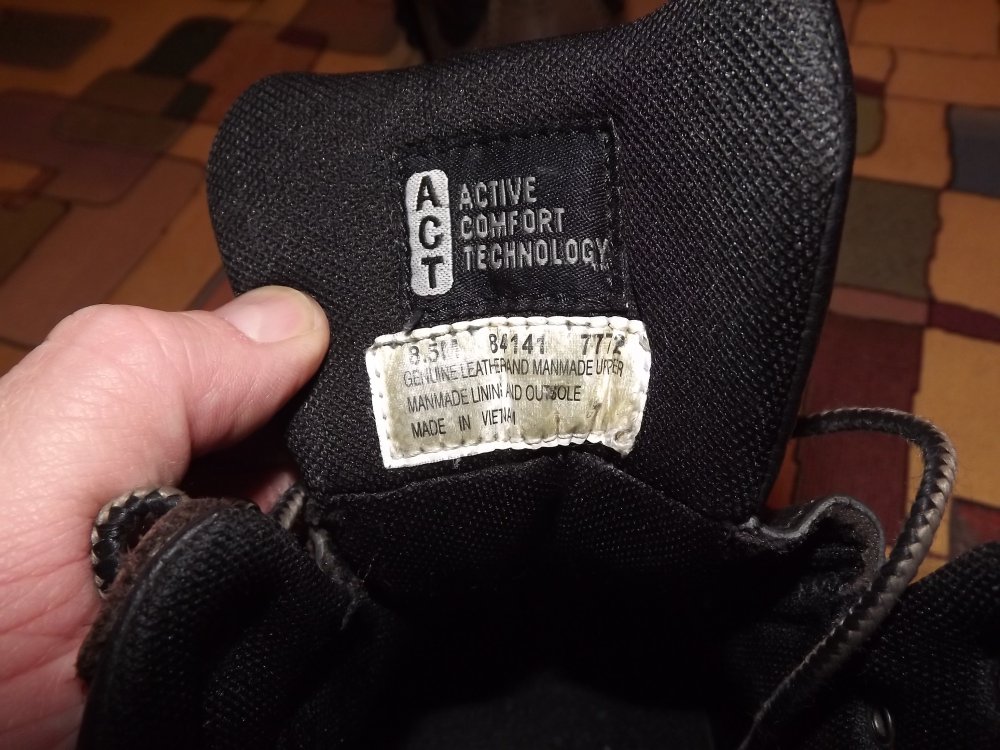 ACT
ACTIVE
COMFORT
TECHNOLOGY
8.5M 84141 7772
GENUINE LEATHER AND MANMADE UPPER
MANMADE LINING AND OUTSOLE
MADE IN VIETNAM